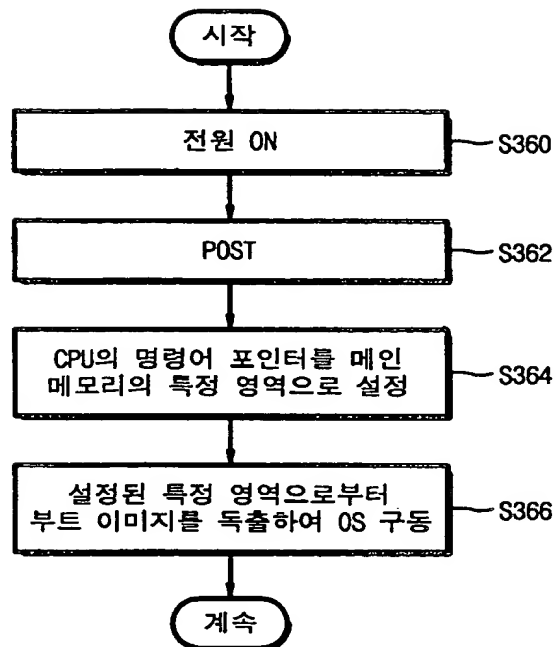 시작
전원 ON
S360
POST
S362
CPU의 명령어 포인터를 메인
메모리의 특정 영역으로 설정
S364
설정된 특정 영역으로부터
부트 이미지를 독출하여 OS 구동
S366
계속